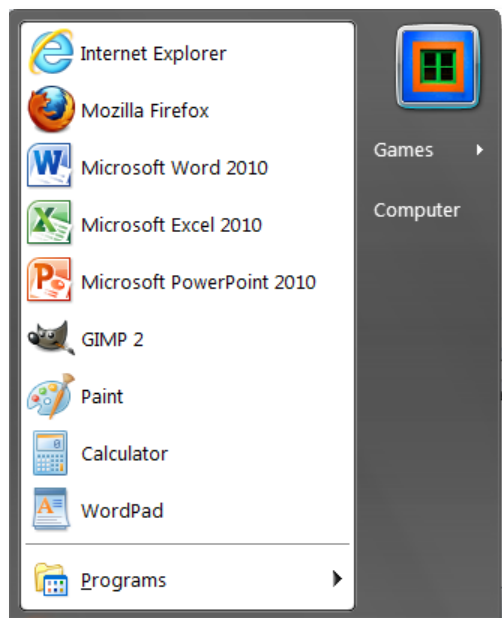 Internet Explorer
Mozilla Firefox
Microsoft Word 2010
Microsoft Excel 2010
Microsoft PowerPoint 2010
GIMP 2
Paint
Calculator
WordPad
Programs
Games
Computer